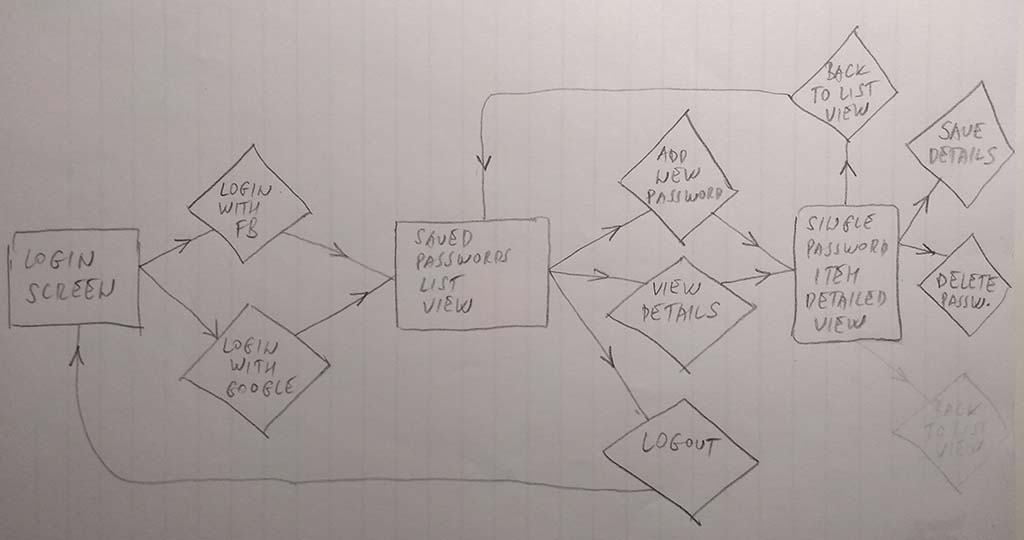 LOGIN
SCREEN
LOGIN
WITH
FB
LOGIN
WITH
GOOGLE
SAVED
PASSWORDS
LIST
VIEW
ADD
NEW
PASSWORD
VIEW
DETAILS
LOGOUT
BACK
TO LIST
VIEW
SINGLE
PASSWORD
ITEM
DETAILED
VIEW
SAVE
DETAILS
DELETE
PASSW.
BACK
TO LIST
VIEW